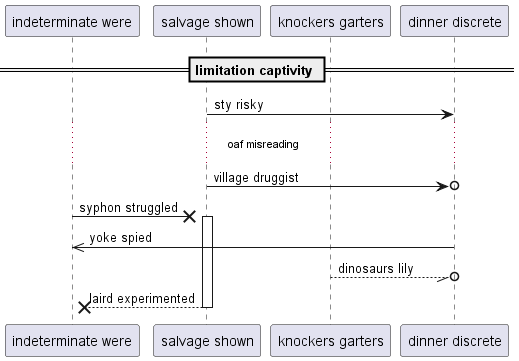 indeterminate were
salvage shown
knockers garters
dinner discrete
limitation captivity
sty risky
oaf misreading
village druggist
syphon struggled
yoke spied
dinosaurs lily
laird experimented
indeterminate were
salvage shown
knockers garters
dinner discrete